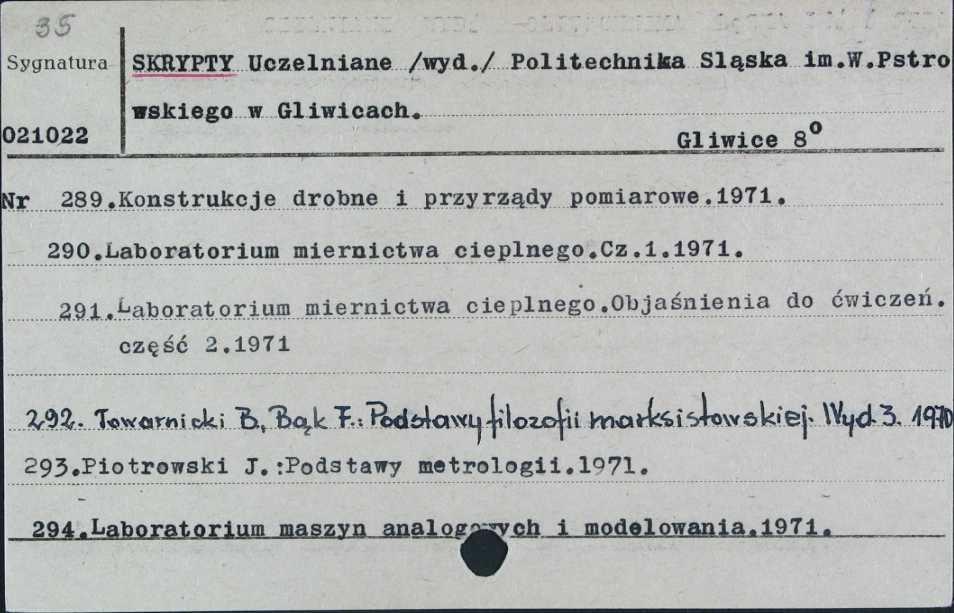 35
Sygnatura
SKRYPTY Uczelniane /wyd./ Politechnika Sląska im.W.Pstro
wskiego w Gliwicach.
021022
Gliwice 8º
Nr 289.Konstrukcje drobne i przyrządy pomiarowe.1971.
290.Laboratorium miernictwa cieplnego.Cz.1.1971.
291.Laboratorium miernictwa cieplnego.Objaśnienia do ćwiczeń.
część 2.1971
292. Towarnicki B, Bąk F.: Podstawy filozofii marksistowskiej. Wyd. 3. 1970
293.Piotrowski J.:Podstawy metrologii.1971.
294.Laboratorium maszyn analogowych i modelowania.1971.